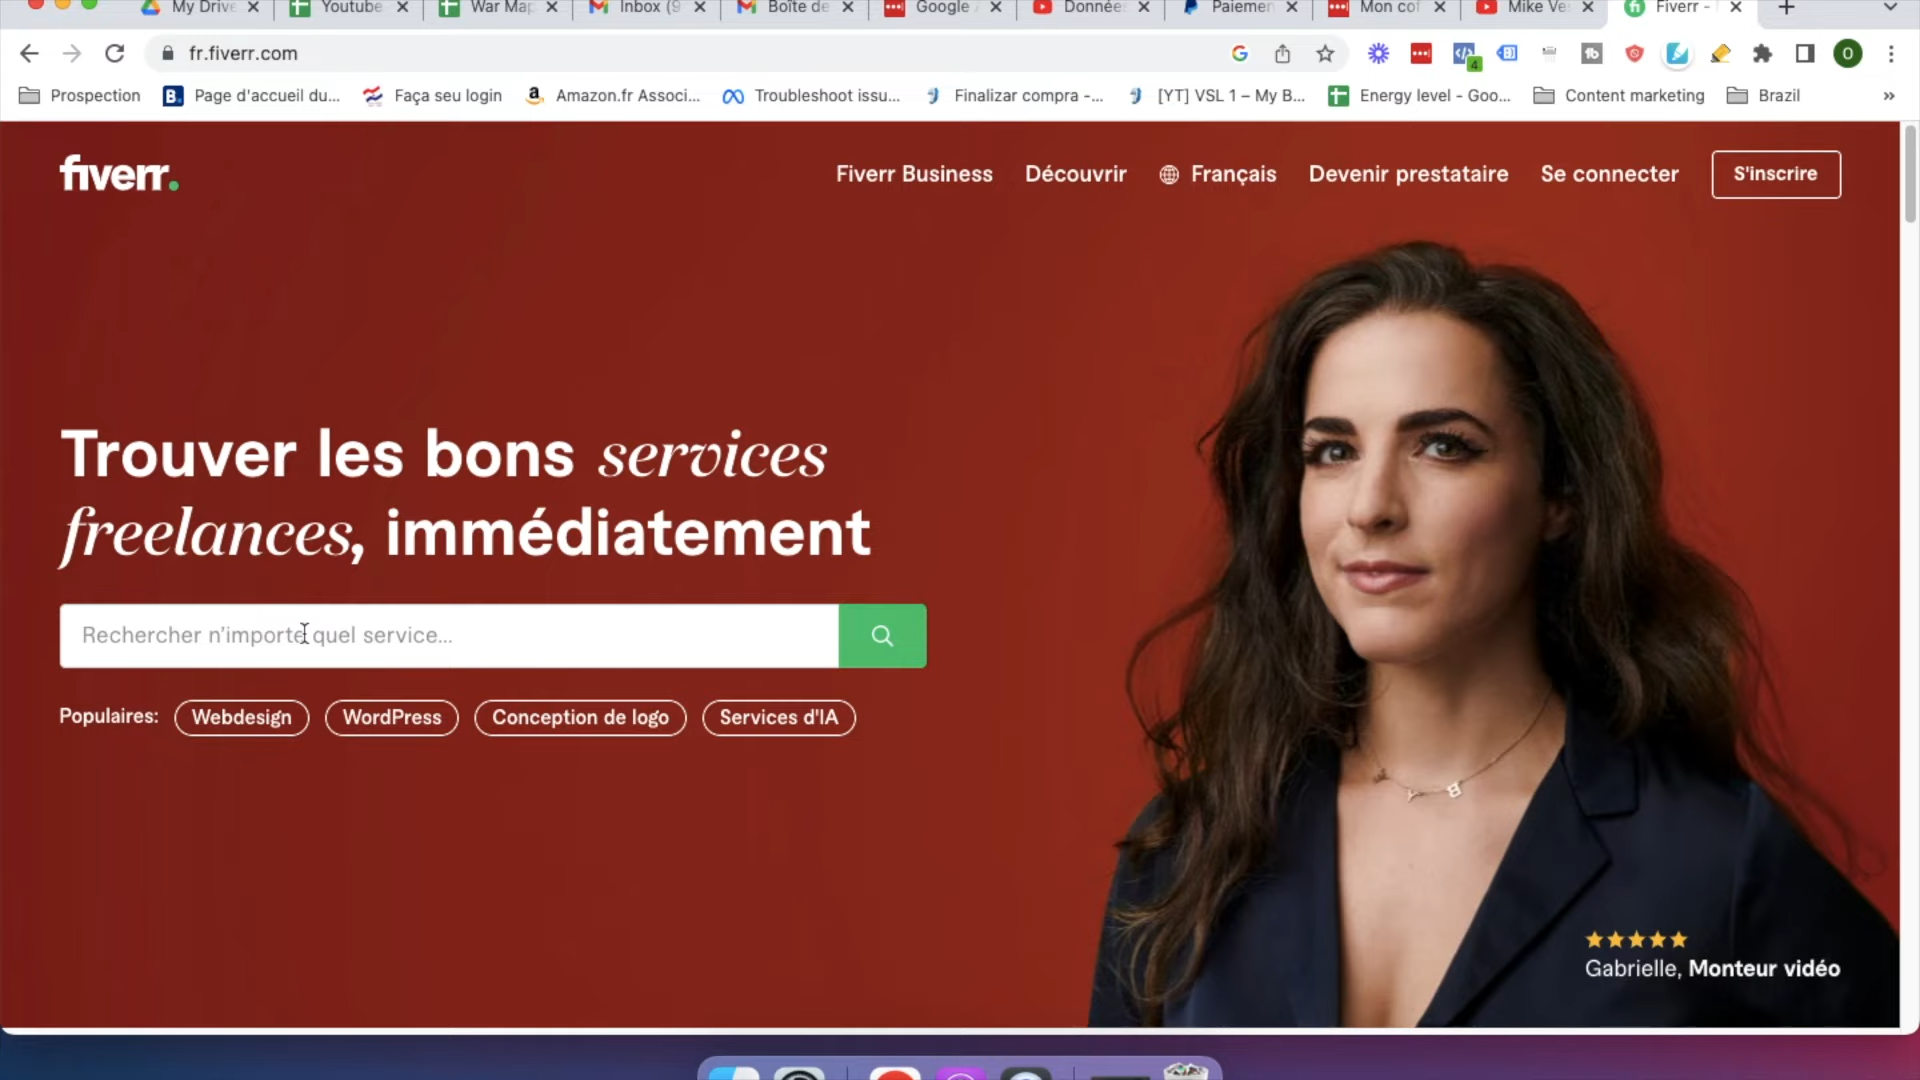 My Drive
Youtube
War Map
Inbox (9
Boîte de
Google A
Donnée
Paiemen
Mon cof
Mike Ve
Fiverr -
fr.fiverr.com
4
O
Prospection
B.
Page d'accueil du...
Faça seu login
Amazon.fr Associ...
Troubleshoot issu...
Finalizar compra -...
[YT] VSL 1 – My B...
Energy level - Goo...
Content marketing
Brazil
»
fiverr.
Fiverr Business
Découvrir
Français
Devenir prestataire
Se connecter
S'inscrire
Trouver les bons services
freelances, immédiatement
Rechercher n'importe quel service...
Populaires:
Webdesign
WordPress
Conception de logo
Services d'IA
Gabrielle, Monteur vidéo